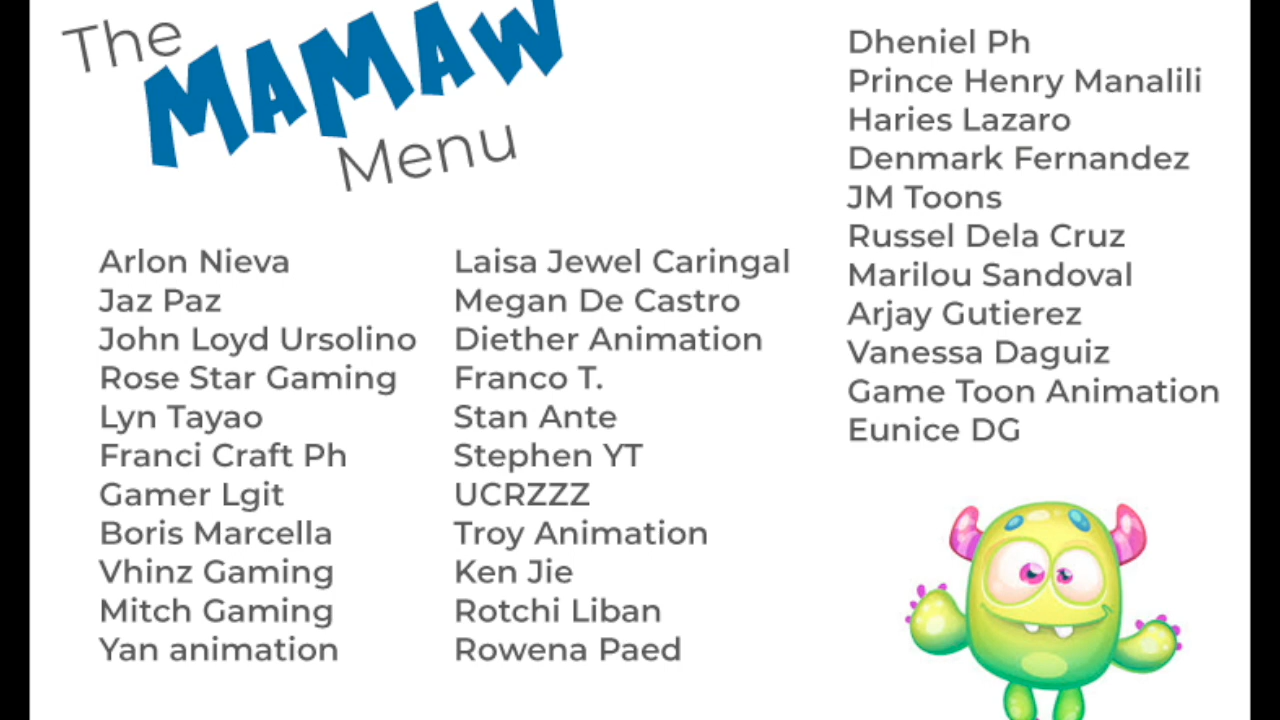 The
MAMAW
Menu
Arlon Nieva
Jaz Paz
John Loyd Ursolino
Rose Star Gaming
Lyn Tayao
Franci Craft Ph
Gamer Lgit
Boris Marcella
Vhinz Gaming
Mitch Gaming
Yan animation
Laisa Jewel Caringal
Megan De Castro
Diether Animation
Franco T.
Stan Ante
Stephen YT
UCRZZZ
Troy Animation
Ken Jie
Rotchi Liban
Rowena Paed
Dheniel Ph
Prince Henry Manalili
Haries Lazaro
Denmark Fernandez
JM Toons
Russel Dela Cruz
Marilou Sandoval
Arjay Gutierez
Vanessa Daguiz
Game Toon Animation
Eunice DG